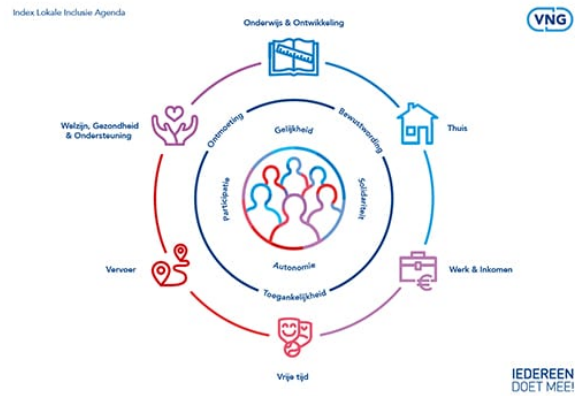 Index Lokale Inclusie Agenda
VNG
Onderwijs & Ontwikkeling
Welzijn, Gezondheid
& Ondersteuning
Thuis
Ontmoeting
Bewustwording
Gelijkheid
Participatie
Solidariteit
Autonomie
Toegankelijkheid
Vervoer
Werk & Inkomen
Vrije tijd
IEDEREEN
DOET MEE!